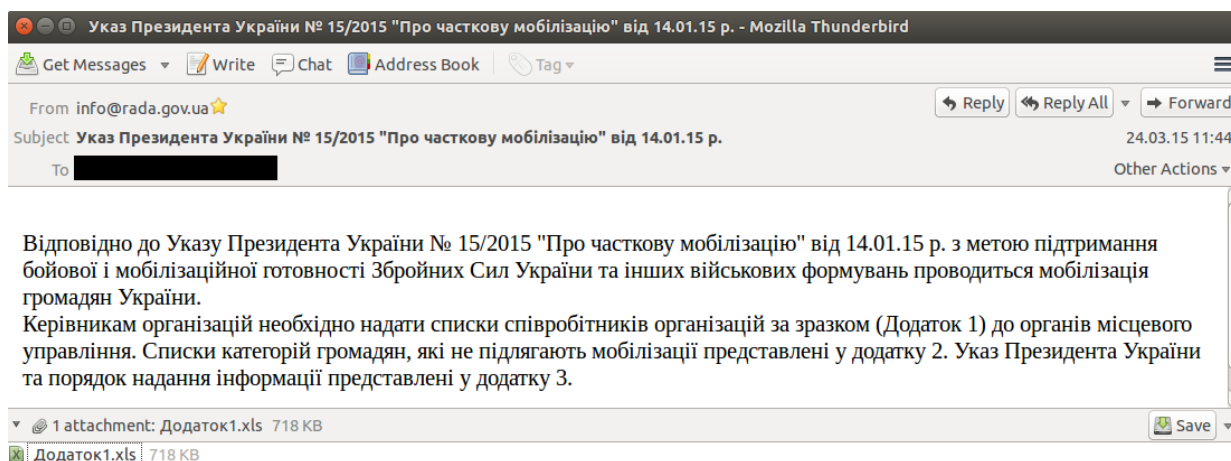 Указ Президента України № 15/2015 "Про часткову мобілізацію" від 14.01.15 р. - Mozilla Thunderbird
Get Messages Write Chat Address Book Tag
From info@rada.gov.ua Reply Reply All Forward
Subject Указ Президента України № 15/2015 "Про часткову мобілізацію" від 14.01.15 р. 24.03.15 11:44
To Other Actions
Відповідно до Указу Президента України № 15/2015 "Про часткову мобілізацію" від 14.01.15 р. з метою підтримання
бойової і мобілізаційної готовності Збройних Сил України та інших військових формувань проводиться мобілізація
громадян України.
Керівникам організацій необхідно надати списки співробітників організацій за зразком (Додаток 1) до органів місцевого
управління. Списки категорій громадян, які не підлягають мобілізації представлені у додатку 2. Указ Президента України
та порядок надання інформації представлені у додатку 3.
1 attachment: Додаток1.xls 718 KB Save
Додаток1.xls 718 KB